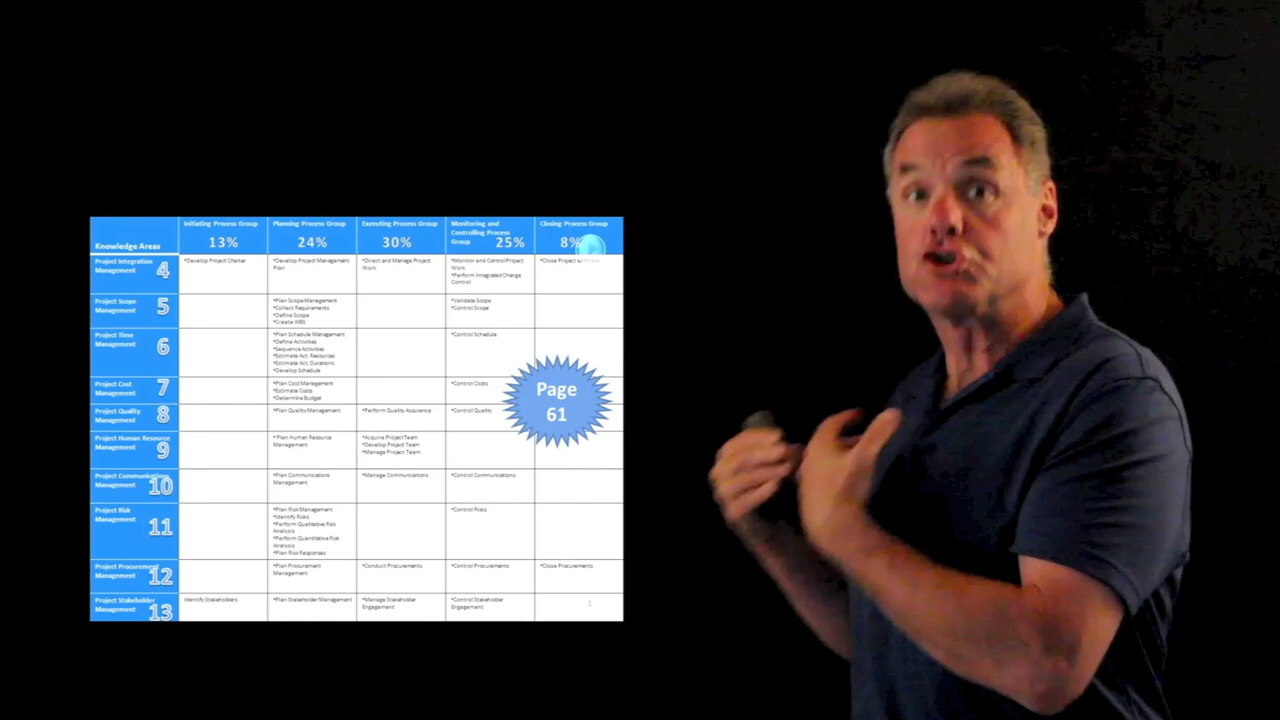 Initiating Process Group
13%
Planning Process Group
24%
Executing Process Group
30%
Monitoring and
Controlling Process
Group 25%
Closing Process Group
8%
Knowledge Areas
Project Integration
Management 4
•Develop Project Charter
•Develop Project Management
Plan
•Direct and Manage Project
Work
•Monitor and Control Project
Work
•Perform Integrated Change
Control
•Close Project
Project Scope
Management 5
•Plan Scope Management
•Collect Requirements
•Define Scope
•Create WBS
•Validate Scope
•Control Scope
Project Time
Management 6
•Plan Schedule Management
•Define Activities
•Sequence Activities
•Estimate Act. Resources
•Estimate Act. Durations
•Develop Schedule
•Control Schedule
Project Cost
Management 7
•Plan Cost Management
•Estimate Costs
•Determine Budget
•Control Costs
Page
61
Project Quality
Management 8
•Plan Quality Management
•Perform Quality Assurance
•Control Quality
Project Human Resource
Management 9
•Plan Human Resource
Management
•Acquire Project Team
•Develop Project Team
•Manage Project Team
Project Communications
Management 10
•Plan Communications
Management
•Manage Communications
•Control Communications
Project Risk
Management 11
•Plan Risk Management
•Identify Risks
•Perform Qualitative Risk
Analysis
•Perform Quantitative Risk
Analysis
•Plan Risk Responses
•Control Risks
Project Procurement
Management 12
•Plan Procurement
Management
•Conduct Procurements
•Control Procurements
•Close Procurements
Project Stakeholder
Management 13
Identify Stakeholders
•Plan Stakeholder Management
•Manage Stakeholder
Engagement
•Control Stakeholder
Engagement
1